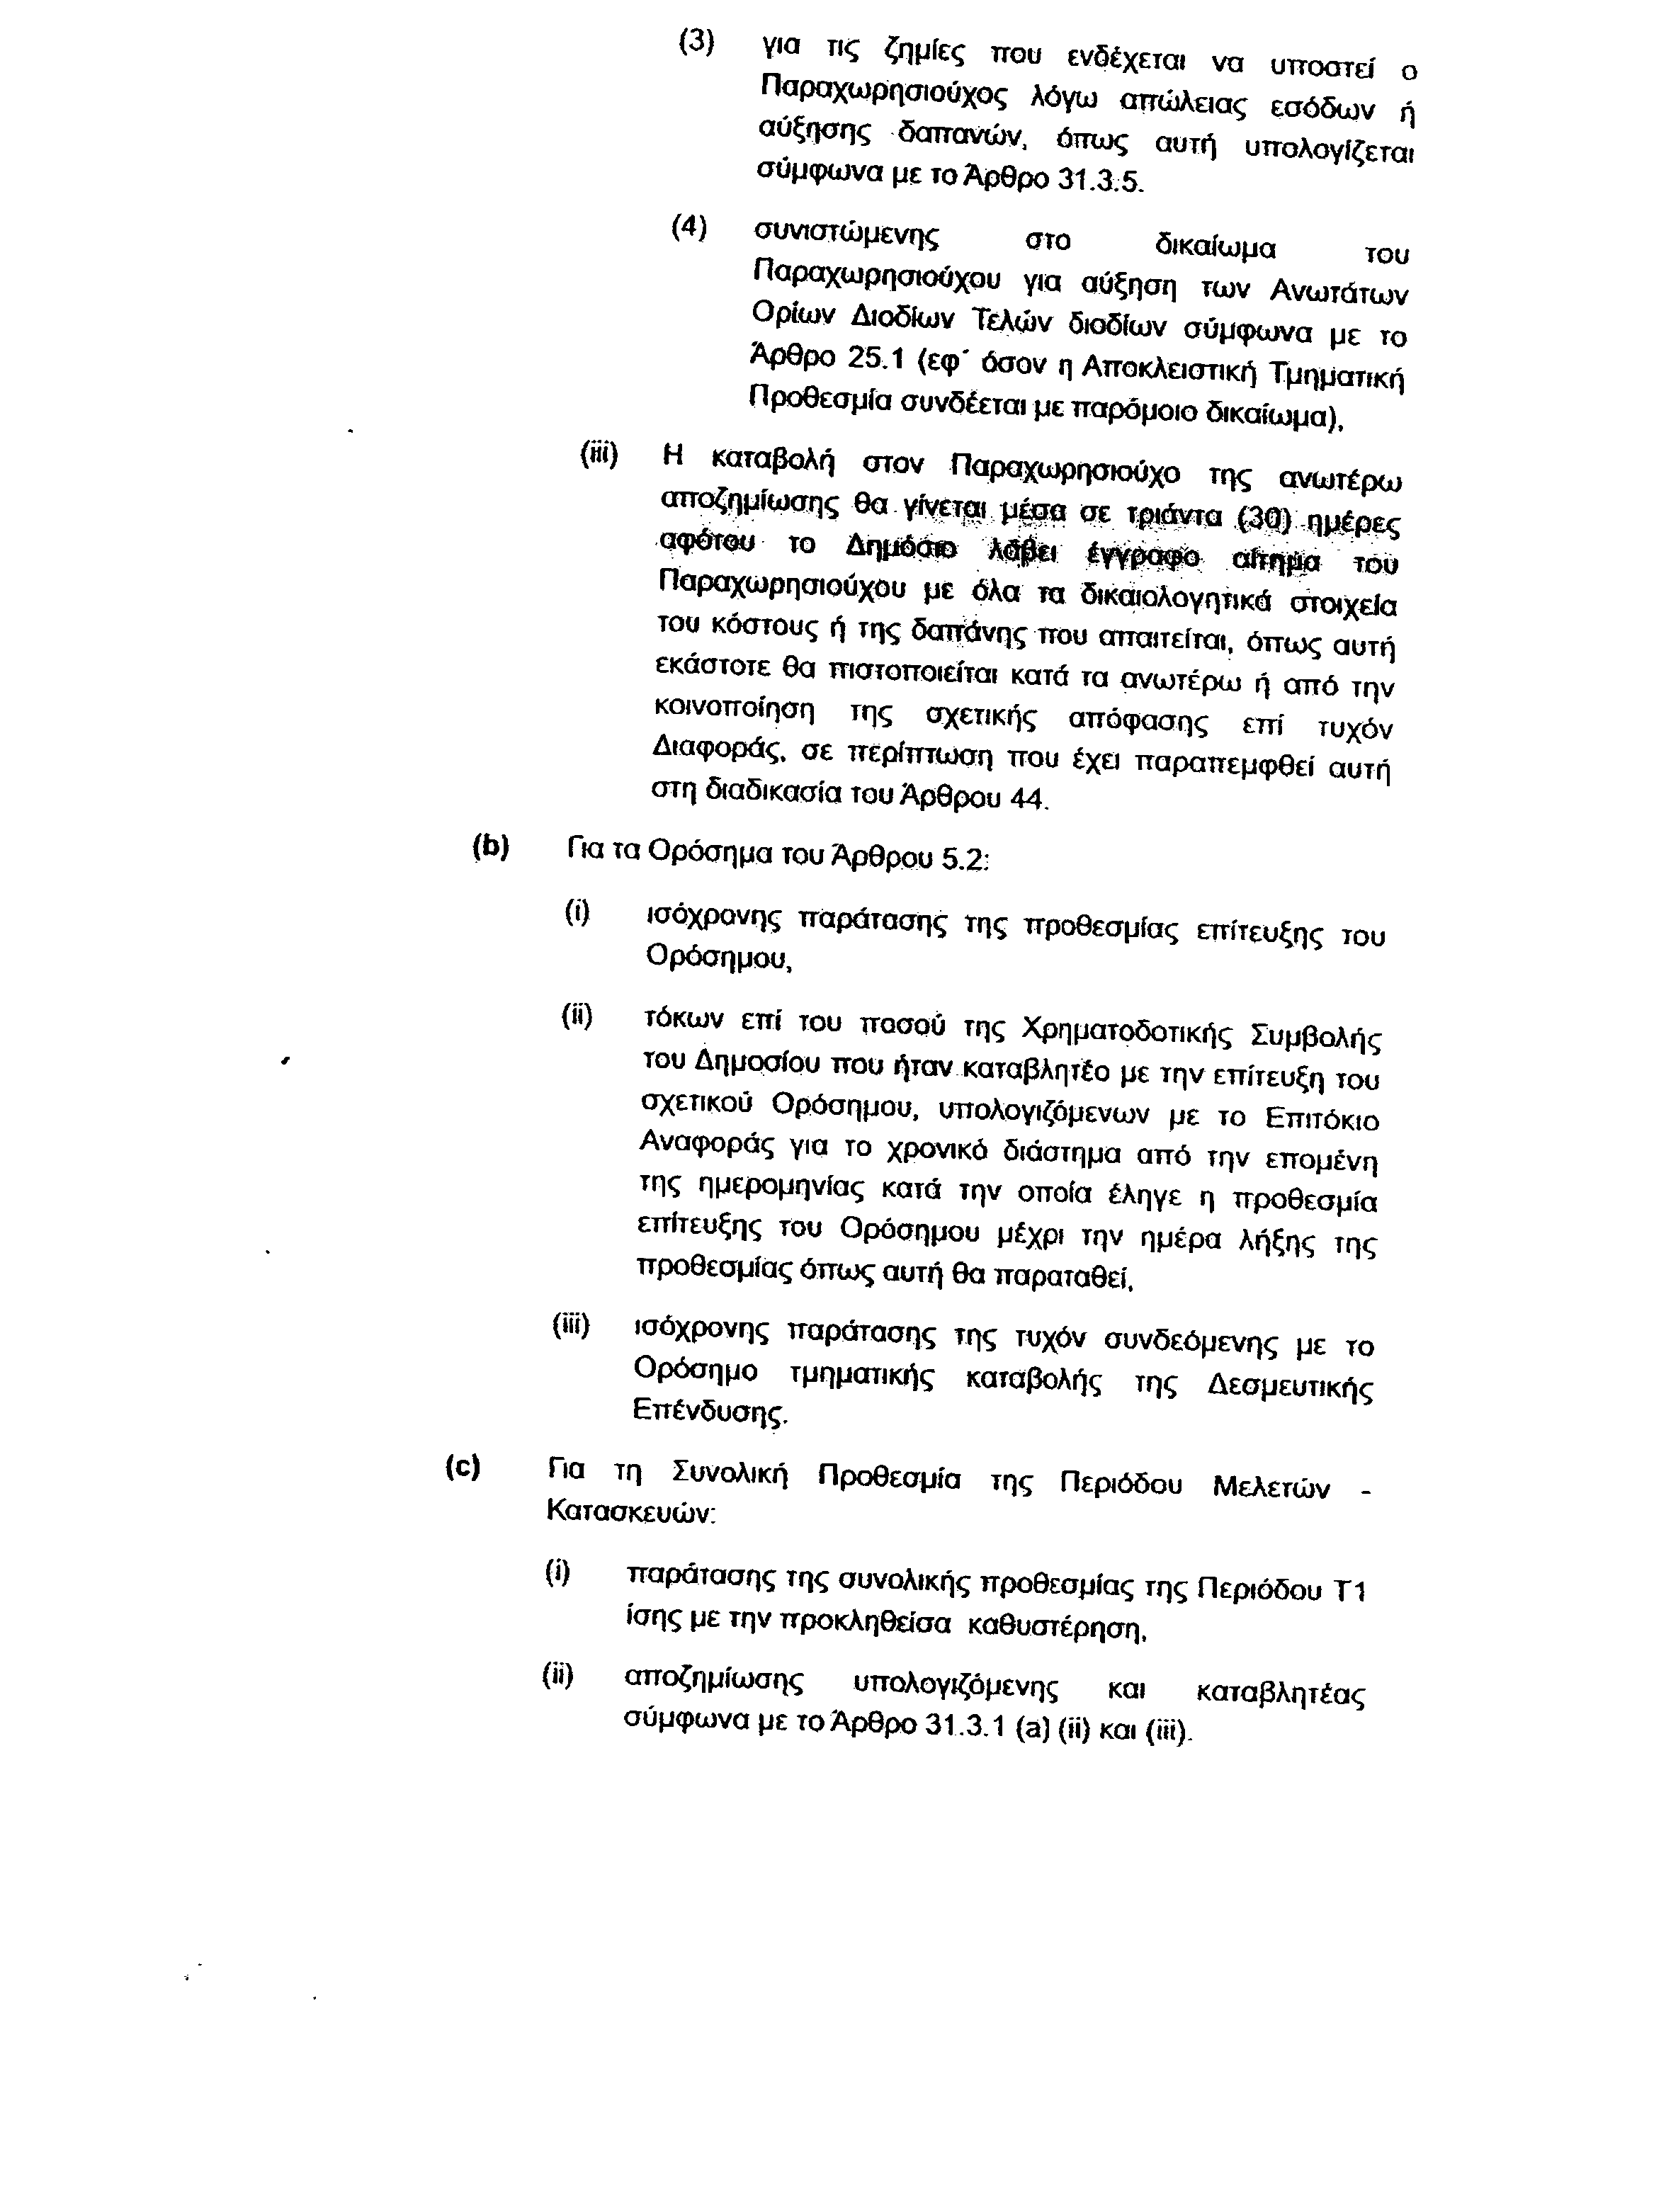 (3) για τις ζημίες που ενδέχεται να υποστεί ο
Παραχωρησιούχος λόγω απώλειας εσόδων ή
αύξησης δαπανών, όπως αυτή υπολογίζεται
σύμφωνα με το Άρθρο 31.3.5.
(4) συνιστώμενης στο δικαίωμα του
Παραχωρησιούχου για αύξηση των Ανωτάτων
Ορίων Διοδίων Τελών διοδίων σύμφωνα με το
Άρθρο 25.1 (εφ΄ όσον η Αποκλειστική Τμηματική
Προθεσμία συνδέεται με παρόμοιο δικαίωμα),
(iii) Η καταβολή στον Παραχωρησιούχο της ανωτέρω
αποζημίωσης θα γίνεται μέσα σε τριάντα (30) ημέρες
αφότου το Δημόσιο λάβει έγγραφο αίτημα του
Παραχωρησιούχου με όλα τα δικαιολογητικά στοιχεία
του κόστους ή της δαπάνης που απαιτείται, όπως αυτή
εκάστοτε θα πιστοποιείται κατά τα ανωτέρω ή από την
κοινοποίηση της σχετικής απόφασης επί τυχόν
Διαφοράς, σε περίπτωση που έχει παραπεμφθεί αυτή
στη διαδικασία του Άρθρου 44.
(b) Για τα Ορόσημα του Άρθρου 5.2:
(i) ισόχρονης παράτασης της προθεσμίας επίτευξης του
Ορόσημου,
(ii) τόκων επί του ποσού της Χρηματοδοτικής Συμβολής
του Δημοσίου που ήταν καταβλητέο με την επίτευξη του
σχετικού Ορόσημου, υπολογιζόμενων με το Επιτόκιο
Αναφοράς για το χρονικό διάστημα από την επομένη
της ημερομηνίας κατά την οποία έληγε η προθεσμία
επίτευξης του Ορόσημου μέχρι την ημέρα λήξης της
προθεσμίας όπως αυτή θα παραταθεί,
(iii) ισόχρονης παράτασης της τυχόν συνδεόμενης με το
Ορόσημο τμηματικής καταβολής της Δεσμευτικής
Επένδυσης.
(c) Για τη Συνολική Προθεσμία της Περιόδου Μελετών -
Κατασκευών:
(i) παράτασης της συνολικής προθεσμίας της Περιόδου Τ1
ίσης με την προκληθείσα καθυστέρηση,
(ii) αποζημίωσης υπολογιζόμενης και καταβλητέας
σύμφωνα με το Άρθρο 31.3.1 (a) (ii) και (iii).